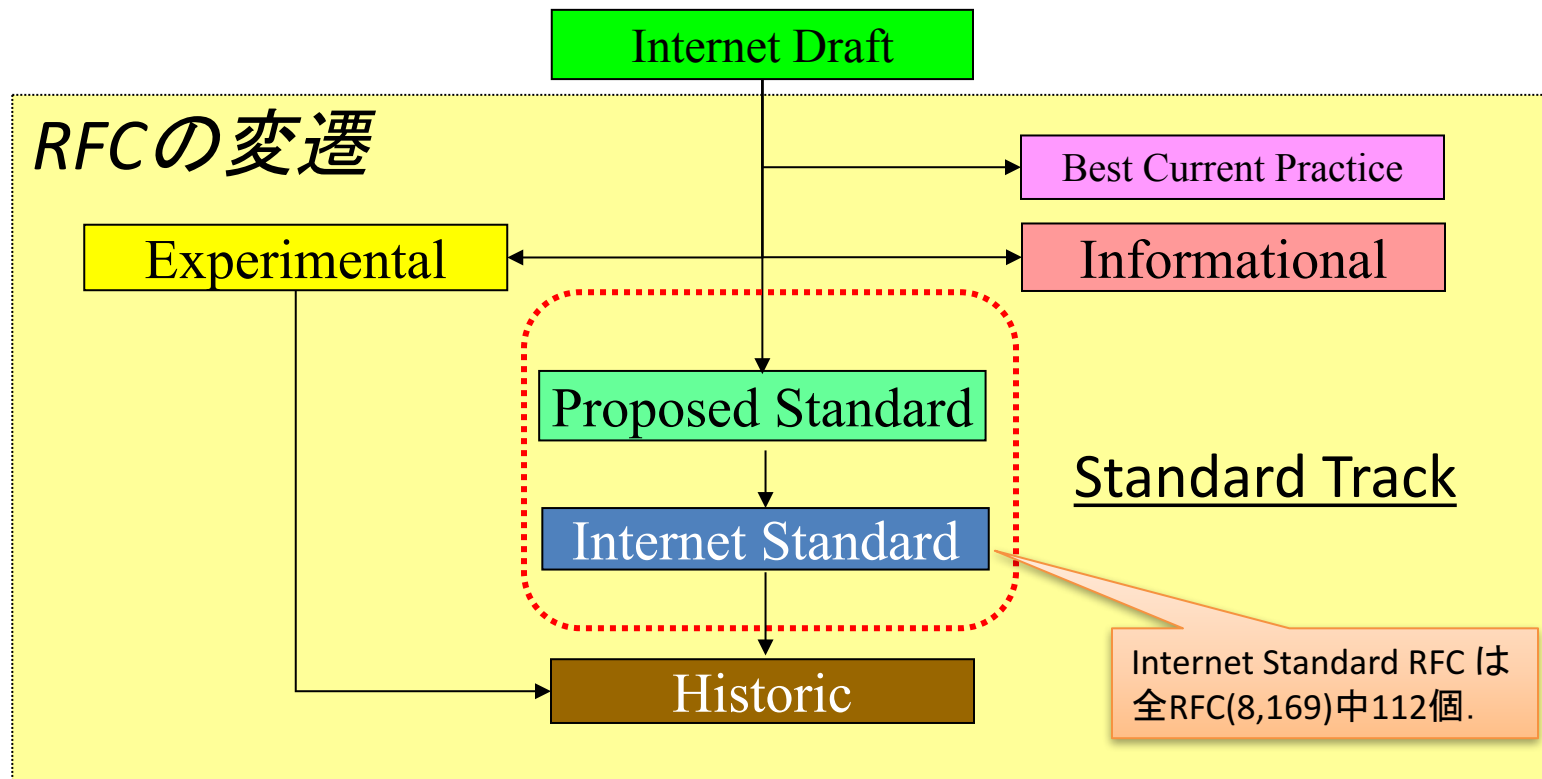 Internet Draft
RFCの変遷
Best Current Practice
Experimental
Informational
Proposed Standard
Standard Track
Internet Standard
Internet Standard RFC は
全RFC(8,169)中112個.
Historic